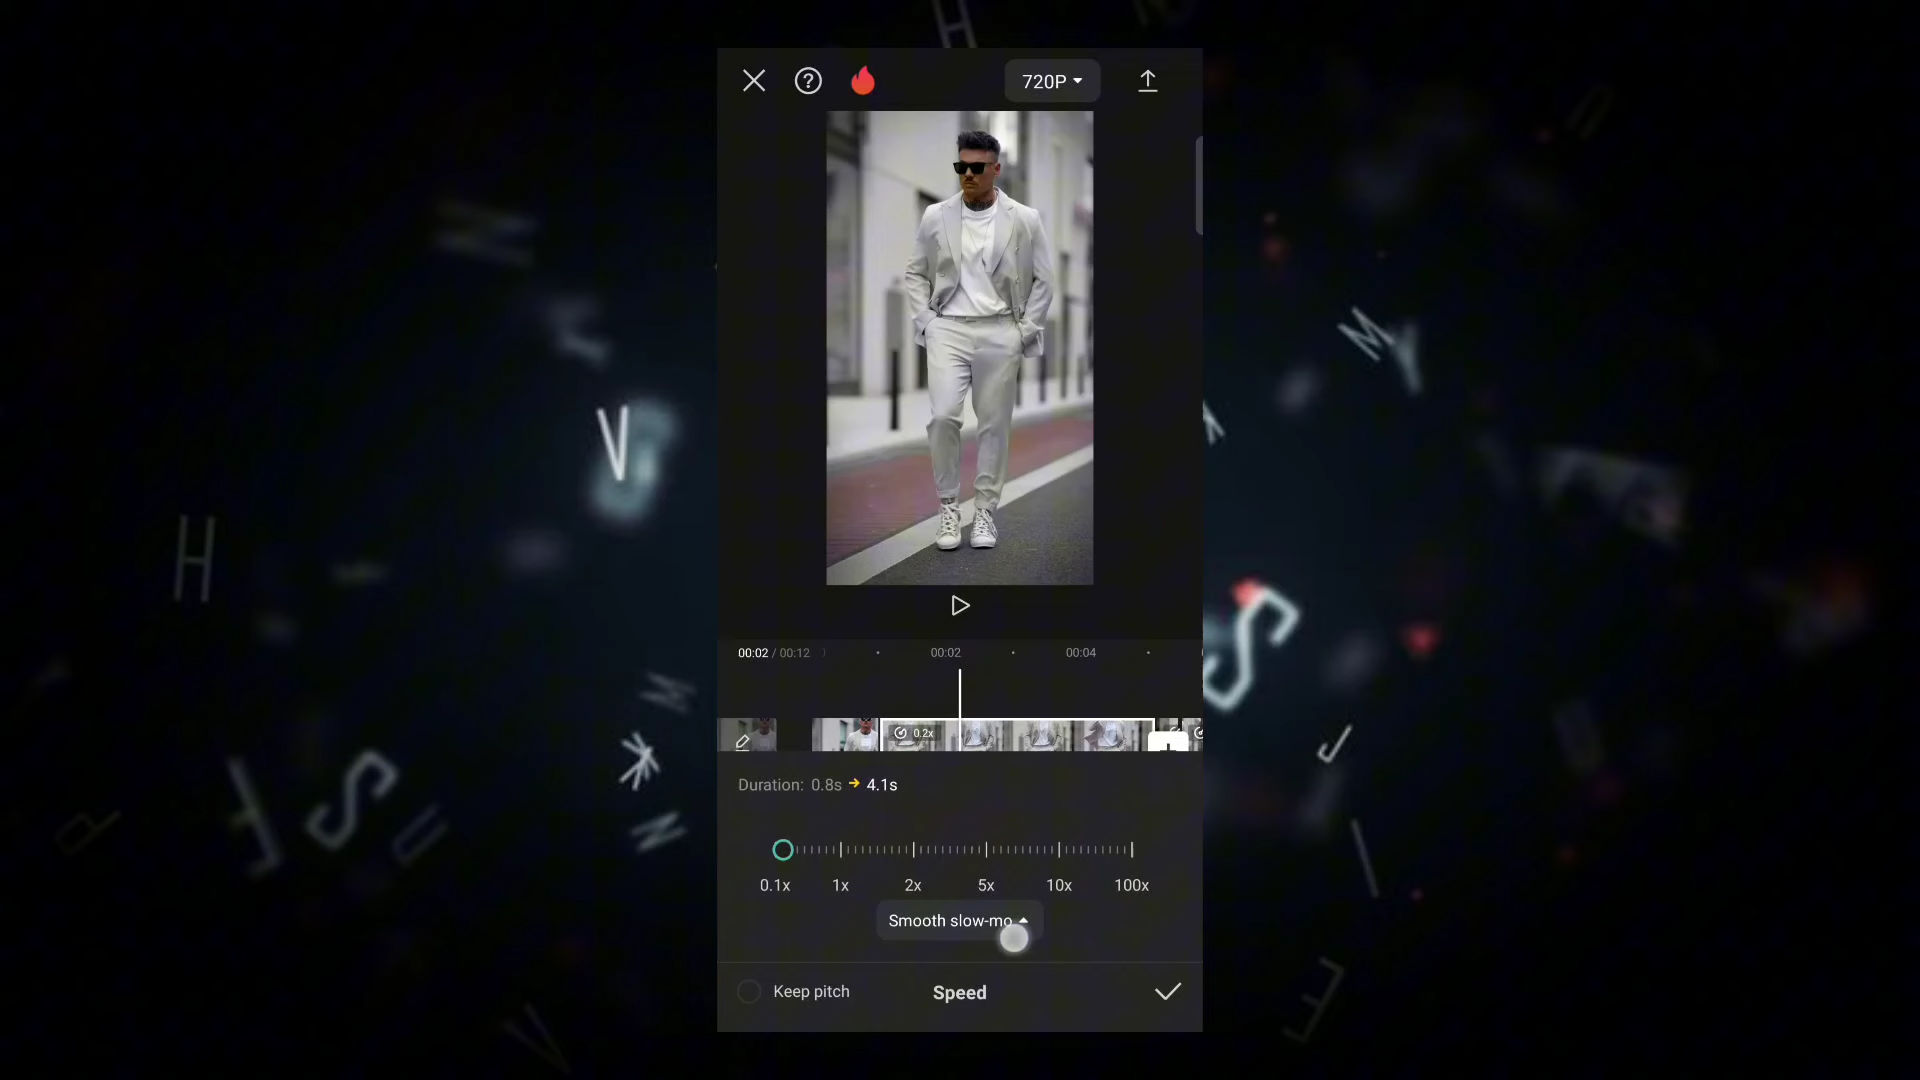 720P
00:02 / 00:12
00:02
00:04
0.2x
Duration: 0.8s 4.1s
0.1x 1x 2x 5x 10x 100x
Smooth slow-mo
Keep pitch
Speed
H
M
Y
V
H
S
S
M
N
E